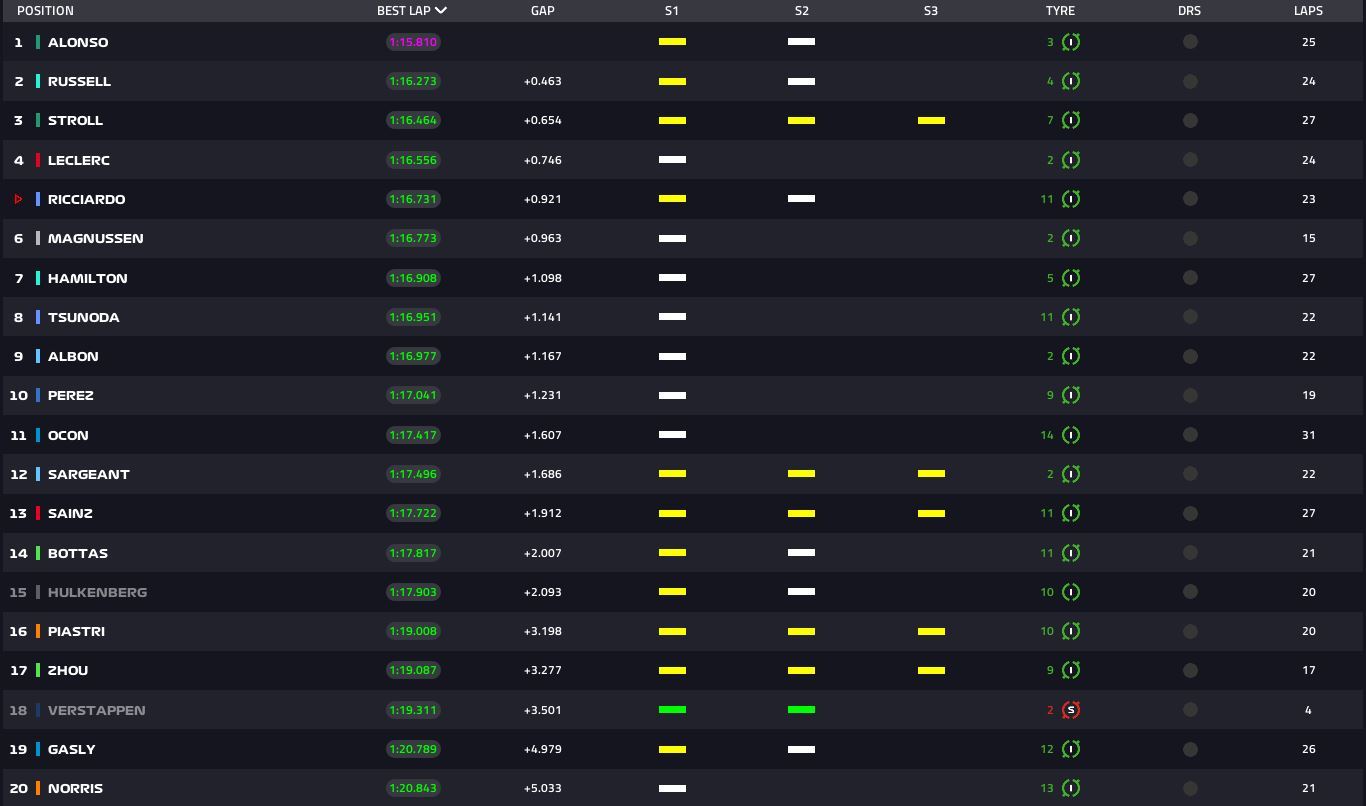 POSITION BEST LAP GAP S1 S2 S3 TYRE DRS LAPS
1 ALONSO 1:15.810 3 I 25
2 RUSSELL 1:16.273 +0.463 4 I 24
3 STROLL 1:16.464 +0.654 7 I 27
4 LECLERC 1:16.556 +0.746 2 I 24
RICCIARDO 1:16.731 +0.921 11 I 23
6 MAGNUSSEN 1:16.773 +0.963 2 I 15
7 HAMILTON 1:16.908 +1.098 5 I 27
8 TSUNODA 1:16.951 +1.141 11 I 22
9 ALBON 1:16.977 +1.167 2 I 22
10 PEREZ 1:17.041 +1.231 9 I 19
11 OCON 1:17.417 +1.607 14 I 31
12 SARGEANT 1:17.496 +1.686 2 I 22
13 SAINZ 1:17.722 +1.912 11 I 27
14 BOTTAS 1:17.817 +2.007 11 I 21
15 HULKENBERG 1:17.903 +2.093 10 I 20
16 PIASTRI 1:19.008 +3.198 10 I 20
17 ZHOU 1:19.087 +3.277 9 I 17
18 VERSTAPPEN 1:19.311 +3.501 2 S 4
19 GASLY 1:20.789 +4.979 12 I 26
20 NORRIS 1:20.843 +5.033 13 I 21